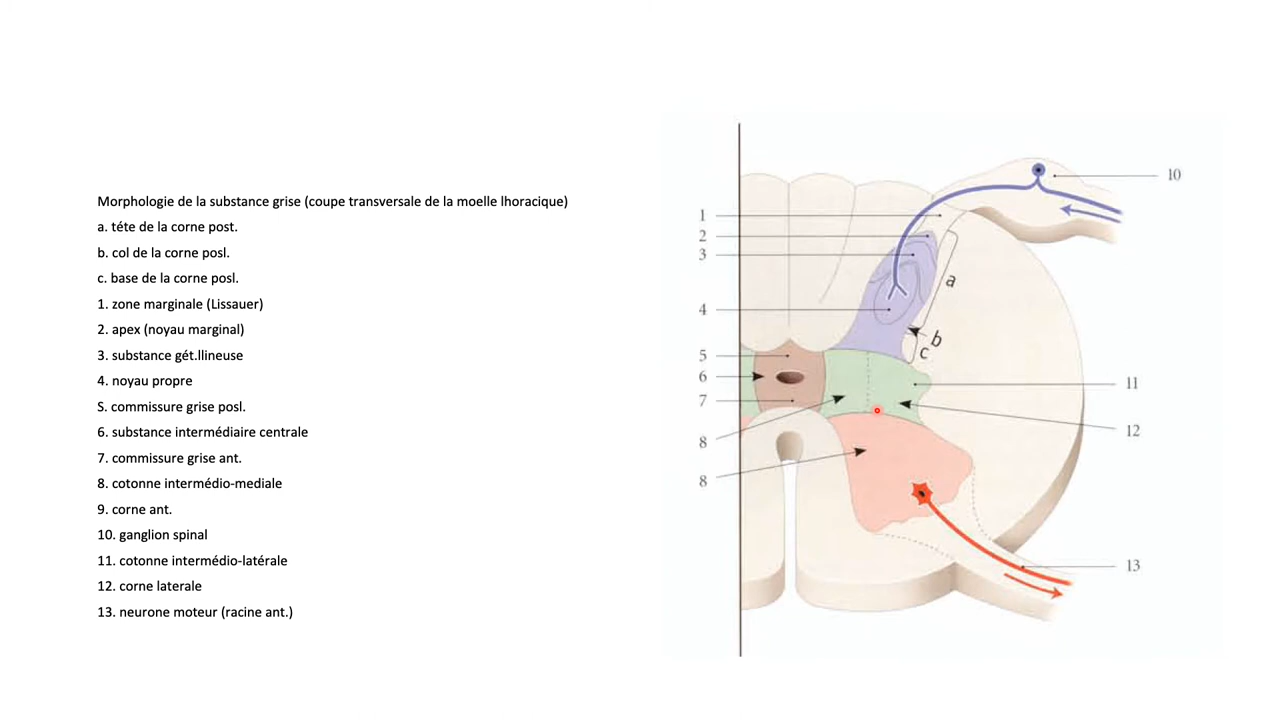 Morphologie de la substance grise (coupe transversale de la moelle lhoracique)
a. téte de la corne post.
b. col de la corne posl.
c. base de la corne posl.
1. zone marginale (Lissauer)
2. apex (noyau marginal)
3. substance gét.llineuse
4. noyau propre
S. commissure grise posl.
6. substance intermédiaire centrale
7. commissure grise ant.
8. cotonne intermédio-mediale
9. corne ant.
10. ganglion spinal
11. cotonne intermédio-latérale
12. corne laterale
13. neurone moteur (racine ant.)
10
1
2
3
a
4
b
c
5
6
7
11
12
8
8
13